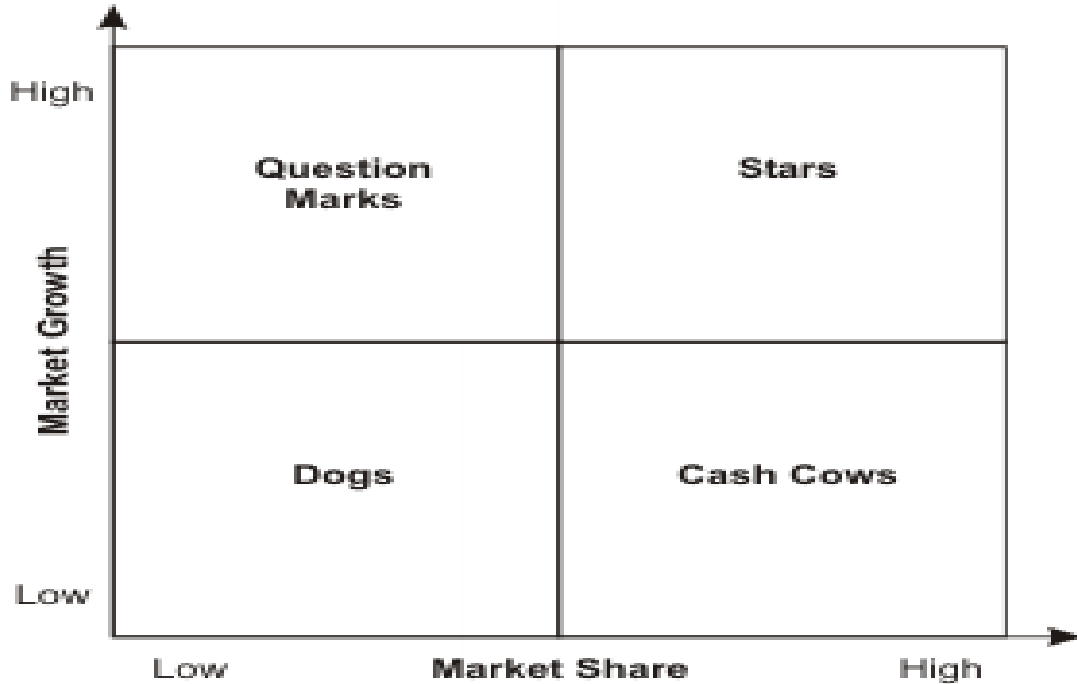 High
Question
Marks
Stars
Market Growth
Dogs
Cash Cows
Low
Low
Market Share
High